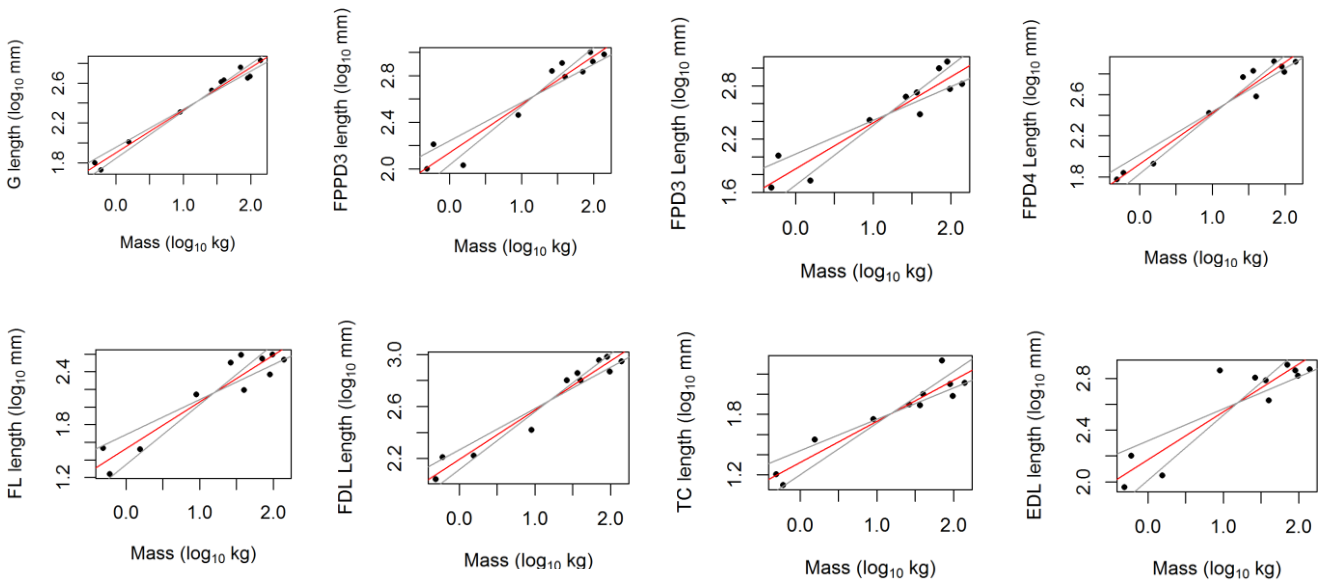 G length (log₁₀ mm)
1.8 2.2 2.6
0.0 1.0 2.0
Mass (log₁₀ kg)
FPPD3 length (log₁₀ mm)
2.0 2.4 2.8
0.0 1.0 2.0
Mass (log₁₀ kg)
FPD3 Length (log₁₀ mm)
1.6 2.2 2.8
0.0 1.0 2.0
Mass (log₁₀ kg)
FPD4 Length (log₁₀ mm)
1.8 2.2 2.6
0.0 1.0 2.0
Mass (log₁₀ kg)
FL length (log₁₀ mm)
1.2 1.8 2.4
0.0 1.0 2.0
Mass (log₁₀ kg)
FDL Length (log₁₀ mm)
2.2 2.6 3.0
0.0 1.0 2.0
Mass (log₁₀ kg)
TC length (log₁₀ mm)
1.2 1.8
0.0 1.0 2.0
Mass (log₁₀ kg)
EDL length (log₁₀ mm)
2.0 2.4 2.8
0.0 1.0 2.0
Mass (log₁₀ kg)